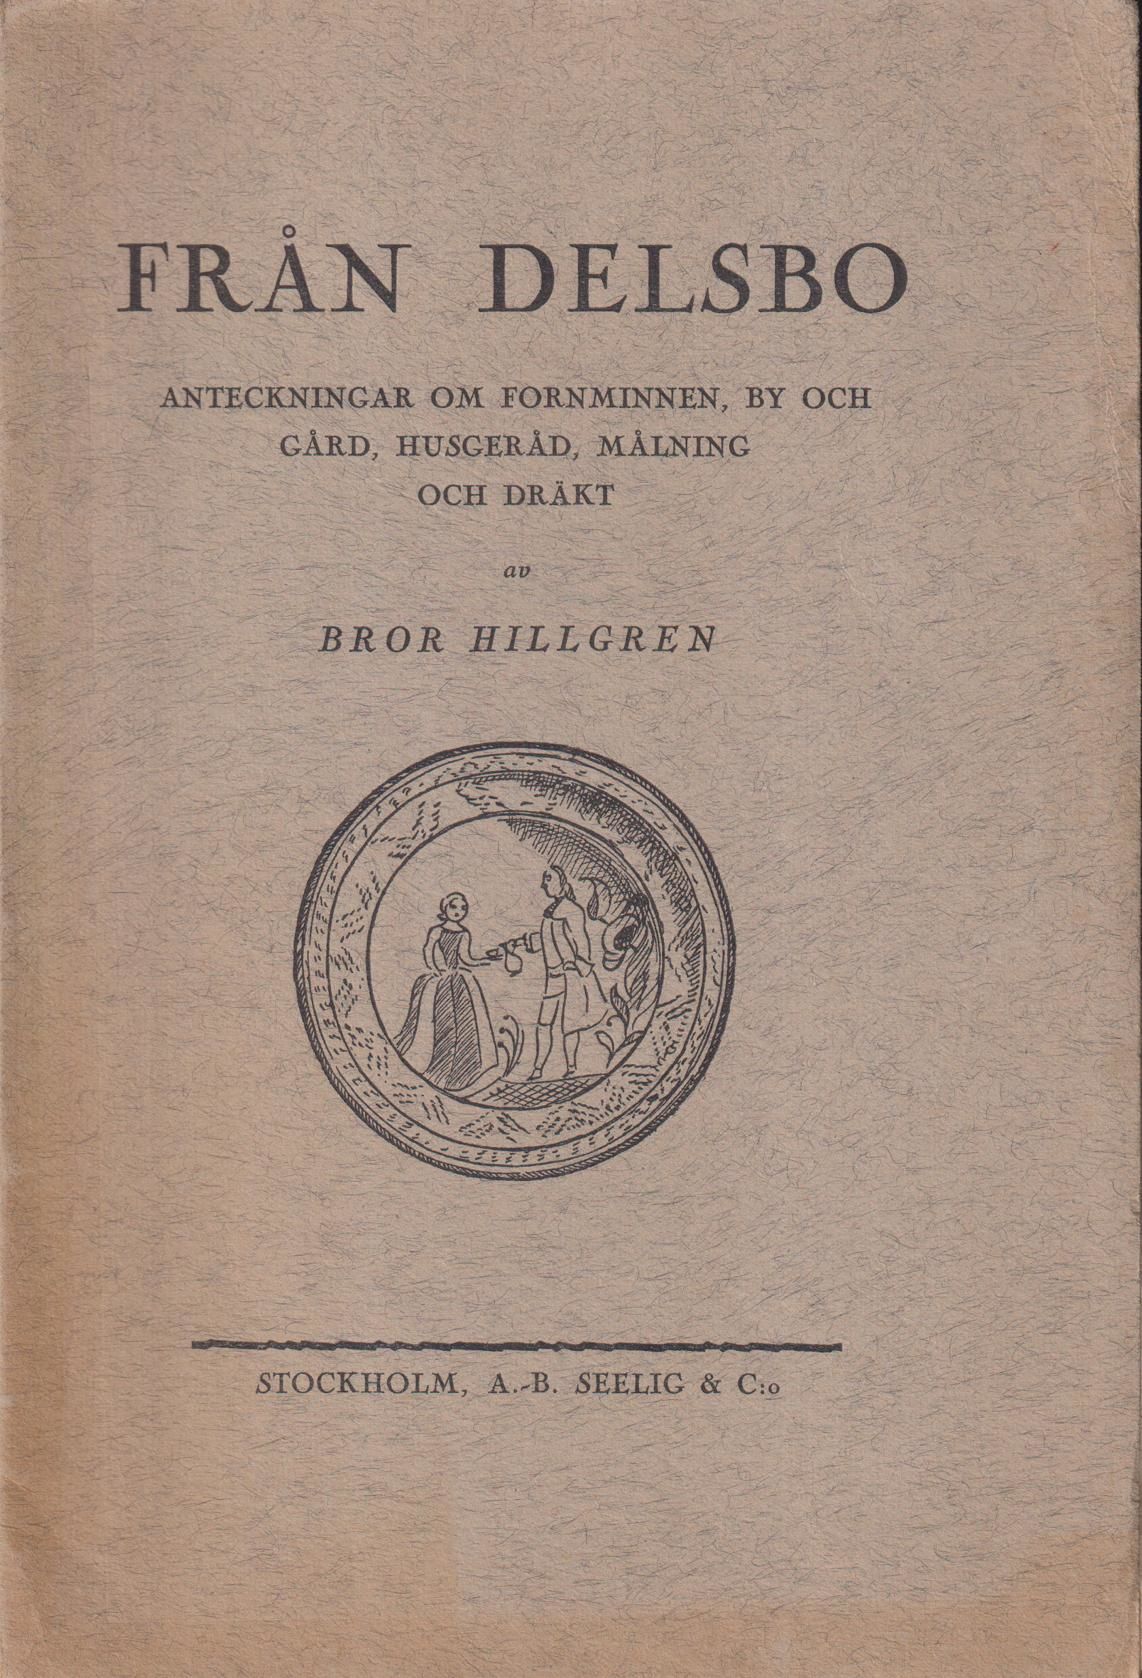 FRÅN DELSBO
ANTECKNINGAR OM FORNMINNEN, BY OCH
GÅRD, HUSGERÅD, MÅLNING
OCH DRÄKT
av
BROR HILLGREN
STOCKHOLM, A.-B. SEELIG & C:o